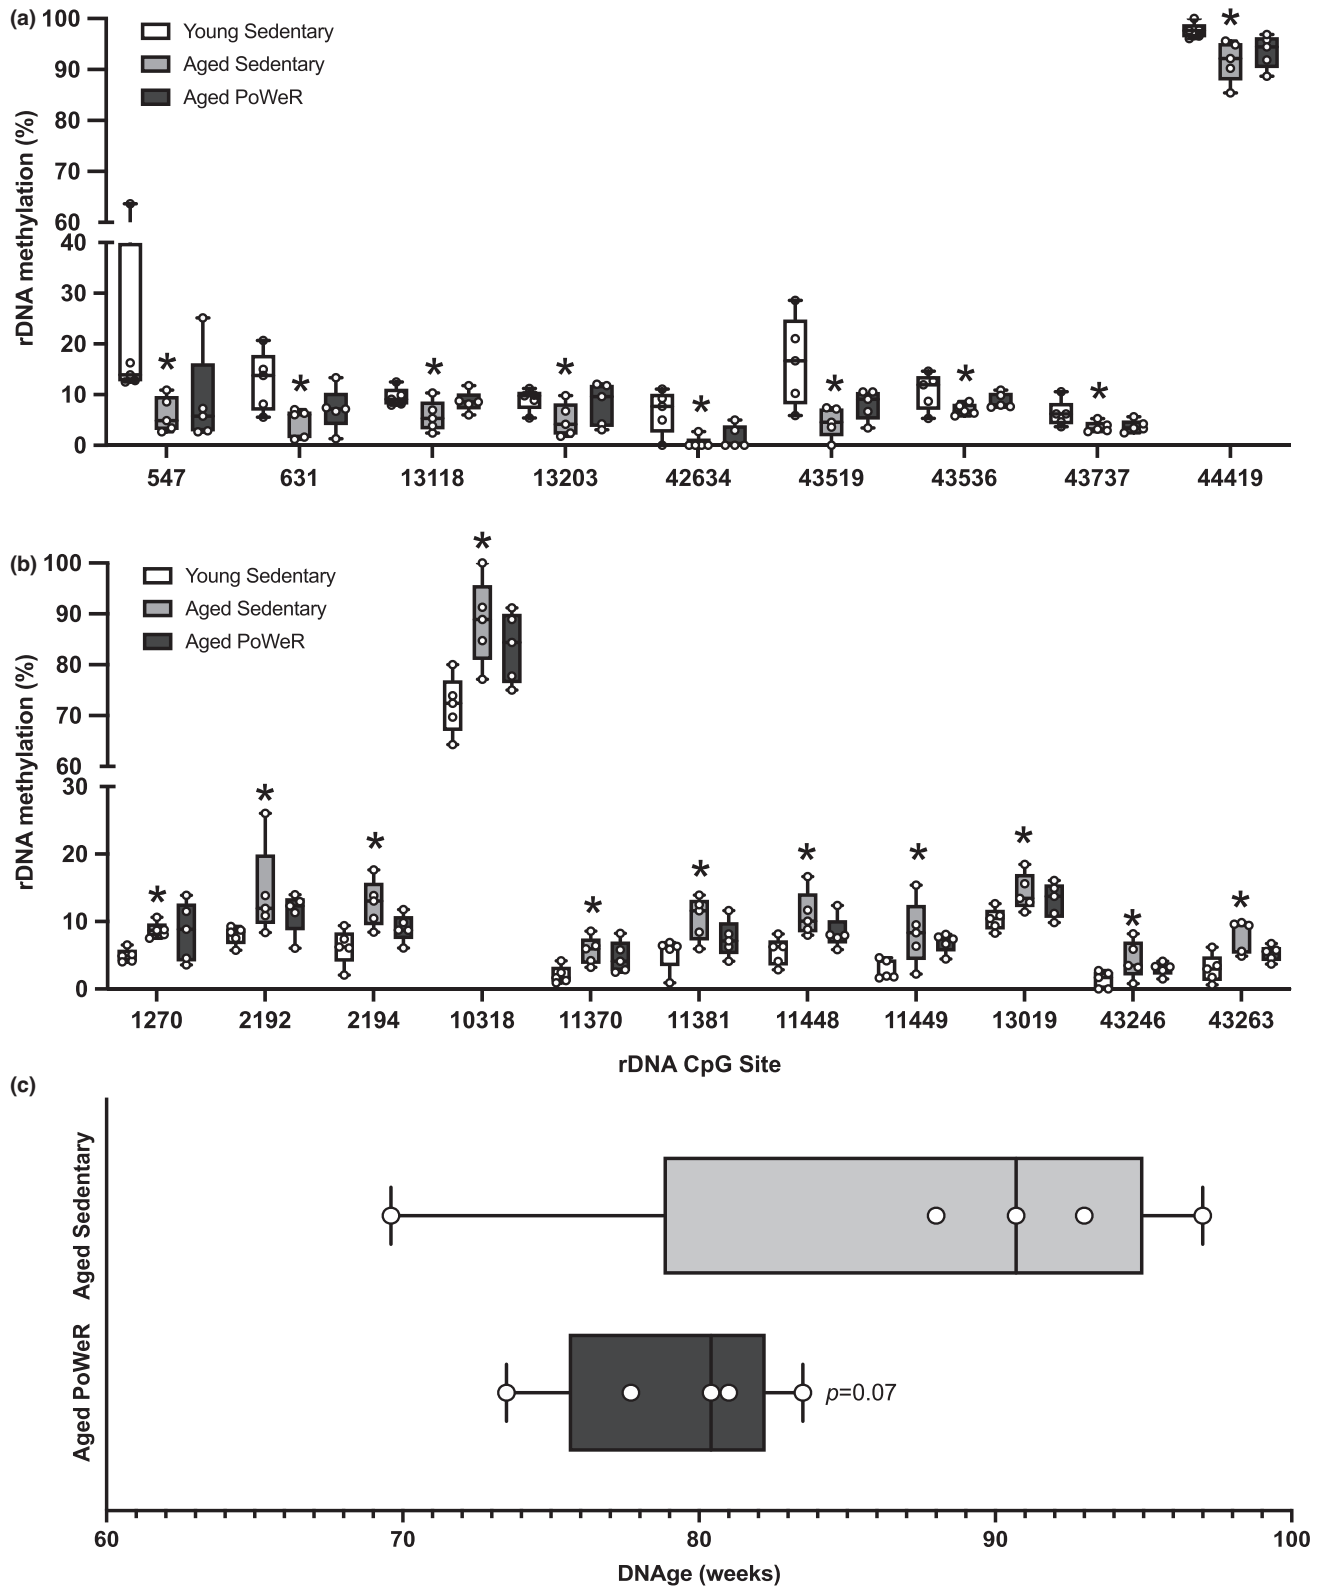 (a)
100
90
80
70
60
40
30
20
10
0
rDNA methylation (%)
Young Sedentary
Aged Sedentary
Aged PoWeR
*
*
*
*
*
*
*
*
*
547 631 13118 13203 42634 43519 43536 43737 44419
(b)
100
90
80
70
60
30
20
10
0
rDNA methylation (%)
Young Sedentary
Aged Sedentary
Aged PoWeR
*
*
*
*
*
*
*
*
*
*
*
1270 2192 2194 10318 11370 11381 11448 11449 13019 43246 43263
rDNA CpG Site
(c)
Aged Sedentary
Aged PoWeR
p=0.07
60 70 80 90 100
DNAge (weeks)